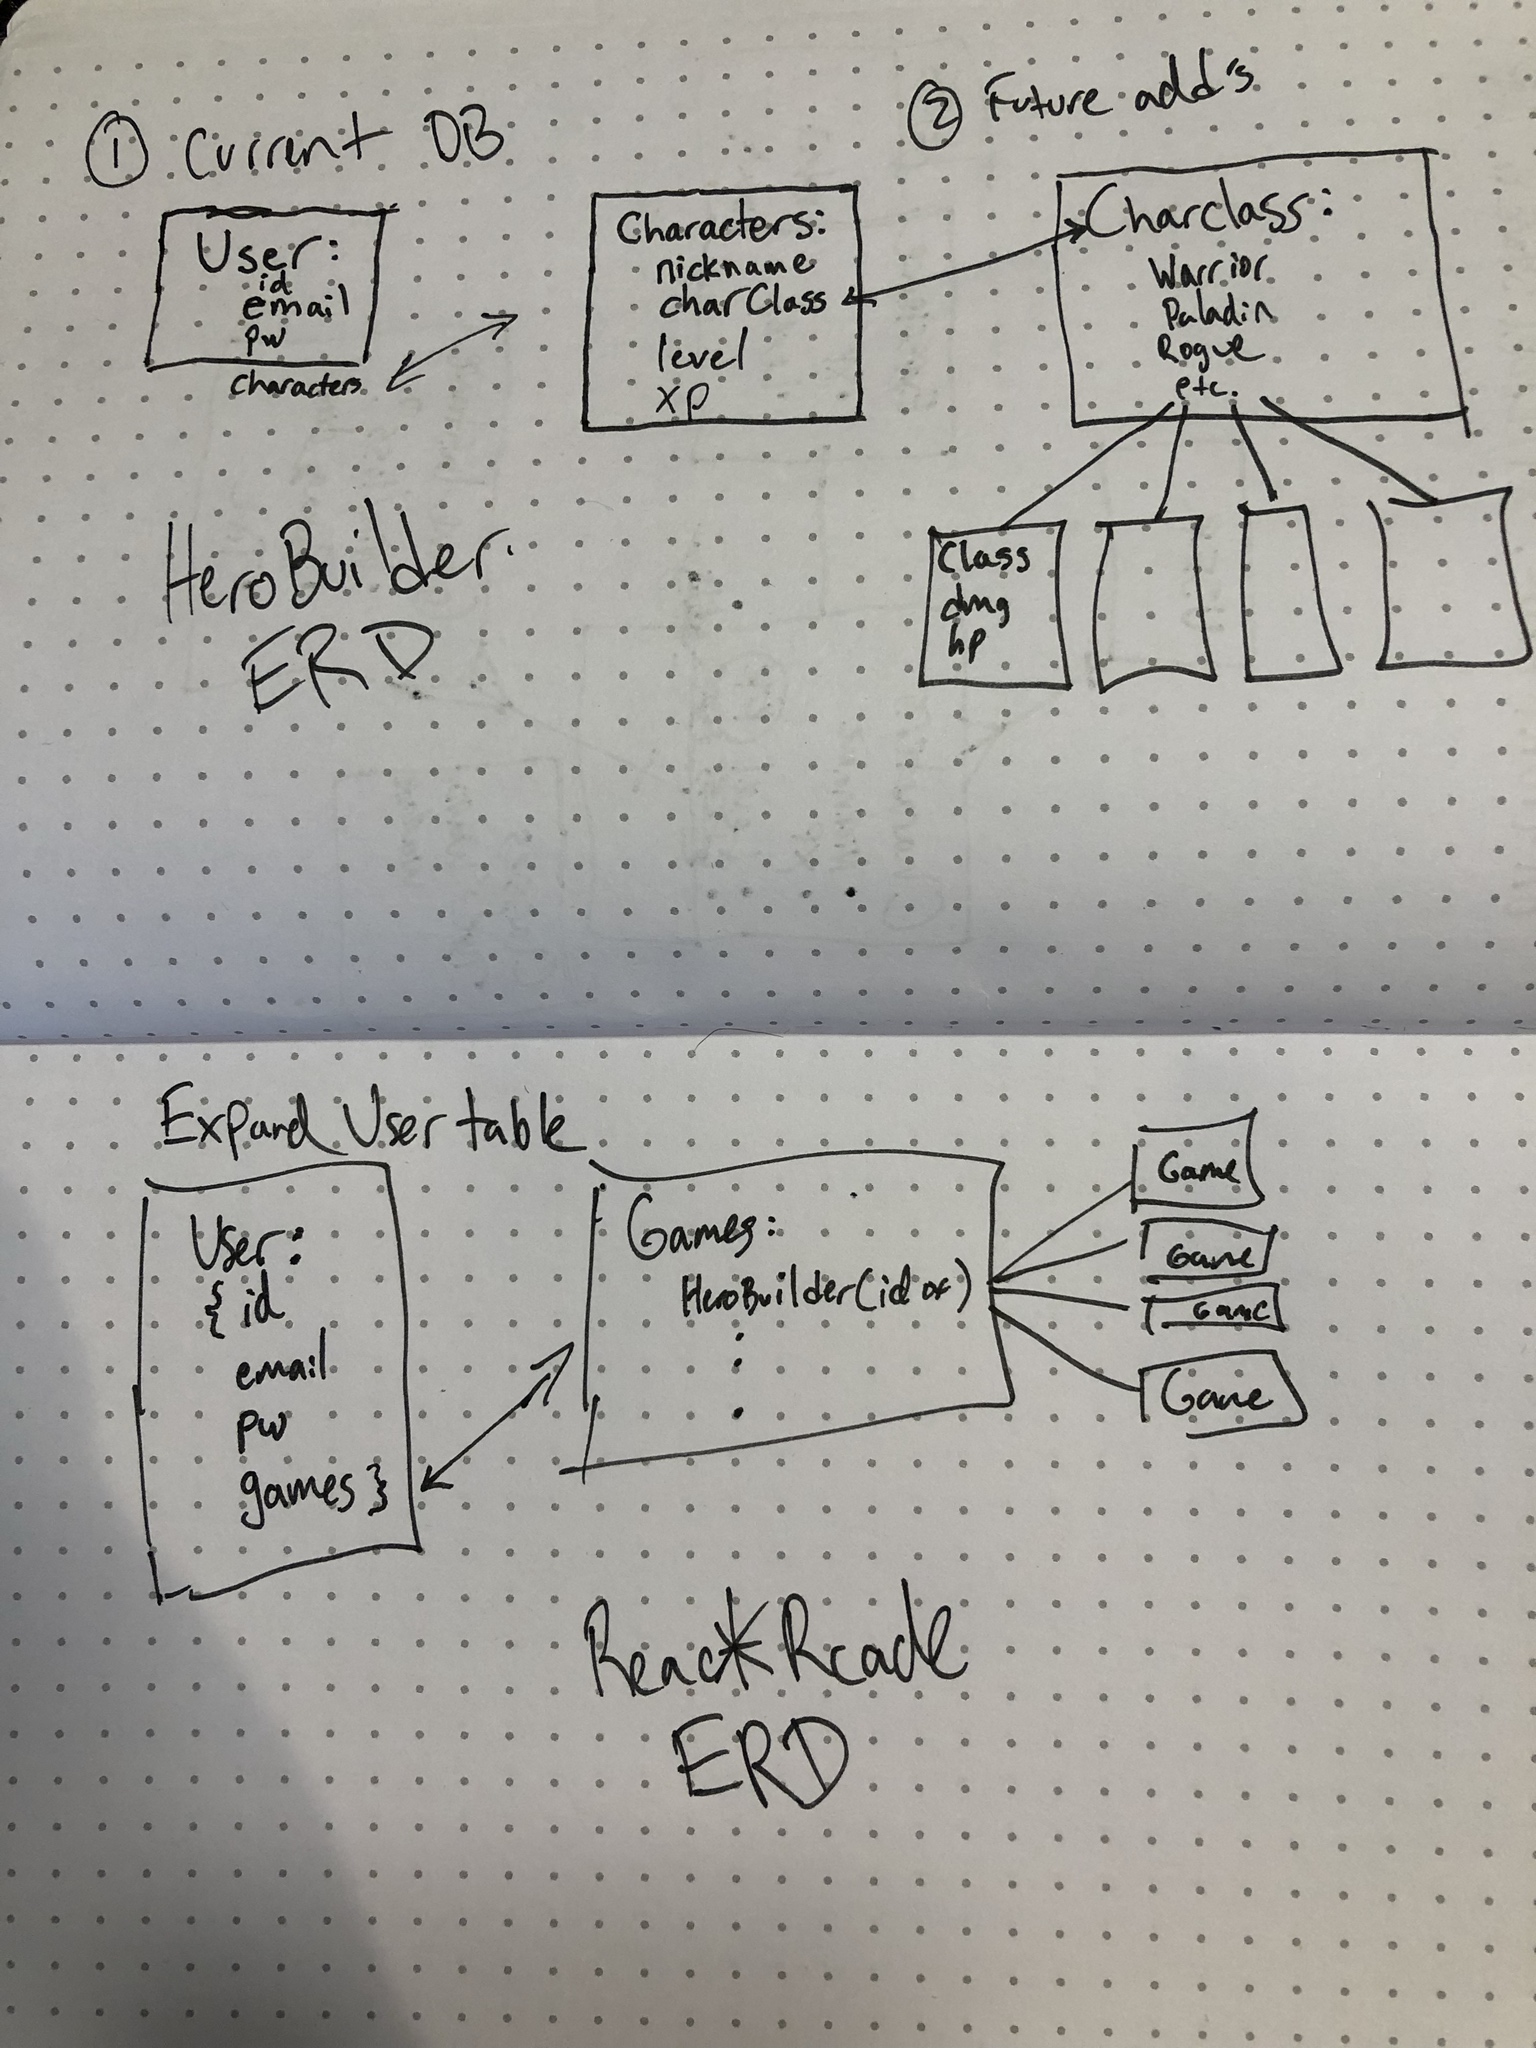 ① Current DB
② Future add's
User:
id
email
pw
characters
Characters:
nickname
charClass
level
xp
Charclass:
Warrior
Paladin
Rogue
etc.
Class
dmg
hp
HeroBuilder
ERD
Expand User table
User:
{ id
email
pw
games }
Games:
HeroBuilder (id of)
Game
Game
Game
Game
ReactRcade
ERD